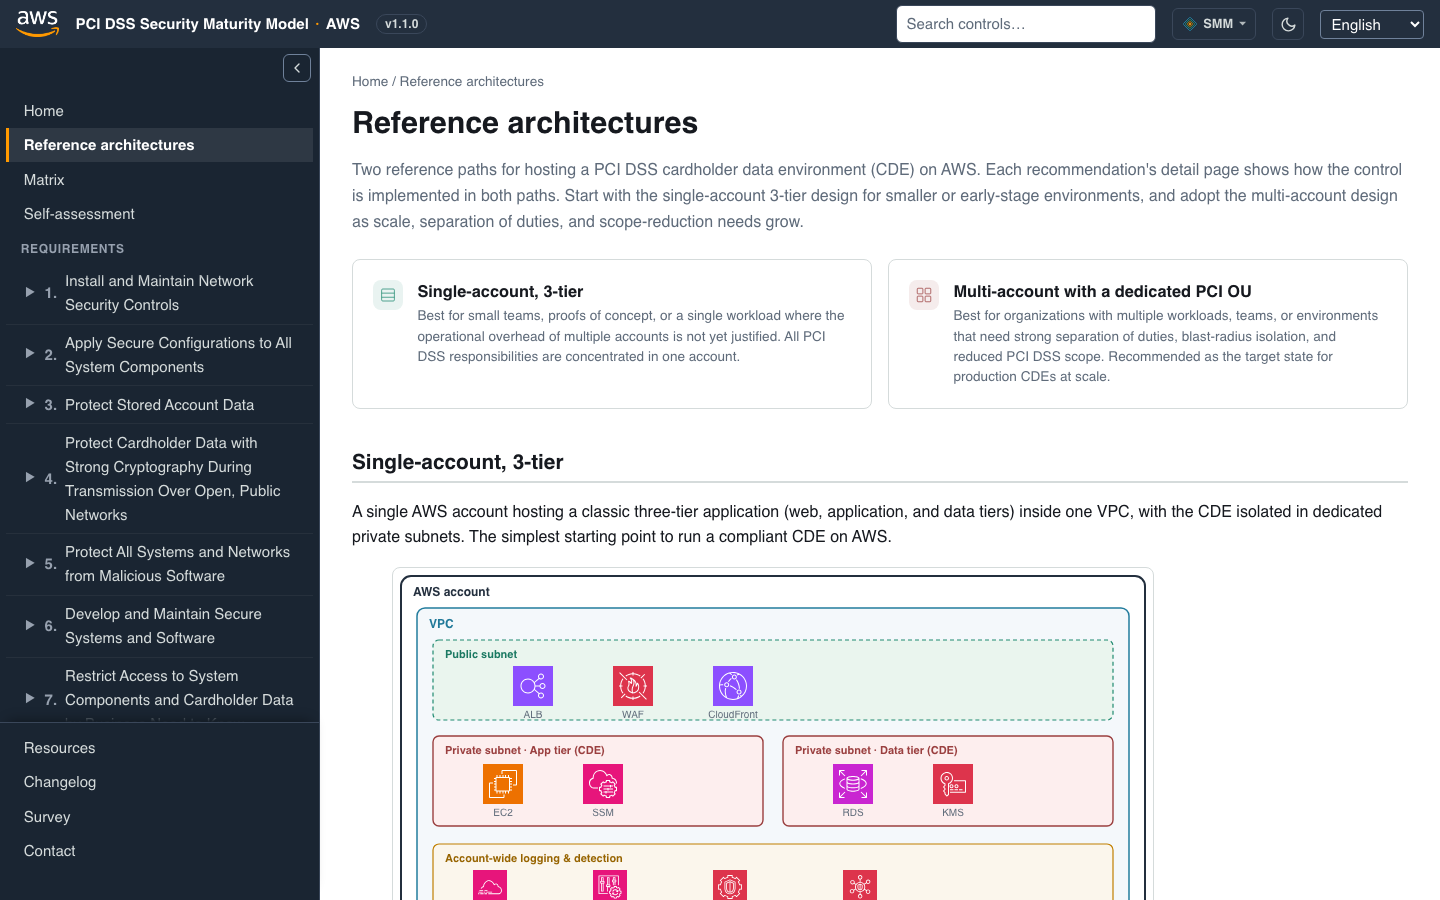 aws
PCI DSS Security Maturity Model · AWS
v1.1.0
Search controls...
SMM
English
Home
Reference architectures
Matrix
Self-assessment
REQUIREMENTS
1. Install and Maintain Network
Security Controls
2. Apply Secure Configurations to All
System Components
3. Protect Stored Account Data
4. Protect Cardholder Data with
Strong Cryptography During
Transmission Over Open, Public
Networks
5. Protect All Systems and Networks
from Malicious Software
6. Develop and Maintain Secure
Systems and Software
7. Restrict Access to System
Components and Cardholder Data
Resources
Changelog
Survey
Contact
Home / Reference architectures
Reference architectures
Two reference paths for hosting a PCI DSS cardholder data environment (CDE) on AWS. Each recommendation's detail page shows how the control
is implemented in both paths. Start with the single-account 3-tier design for smaller or early-stage environments, and adopt the multi-account design
as scale, separation of duties, and scope-reduction needs grow.
Single-account, 3-tier
Best for small teams, proofs of concept, or a single workload where the
operational overhead of multiple accounts is not yet justified. All PCI
DSS responsibilities are concentrated in one account.
Multi-account with a dedicated PCI OU
Best for organizations with multiple workloads, teams, or environments
that need strong separation of duties, blast-radius isolation, and
reduced PCI DSS scope. Recommended as the target state for
production CDEs at scale.
Single-account, 3-tier
A single AWS account hosting a classic three-tier application (web, application, and data tiers) inside one VPC, with the CDE isolated in dedicated
private subnets. The simplest starting point to run a compliant CDE on AWS.
AWS account
VPC
Public subnet
ALB
WAF
CloudFront
Private subnet · App tier (CDE)
EC2
SSM
Private subnet · Data tier (CDE)
RDS
KMS
Account-wide logging & detection